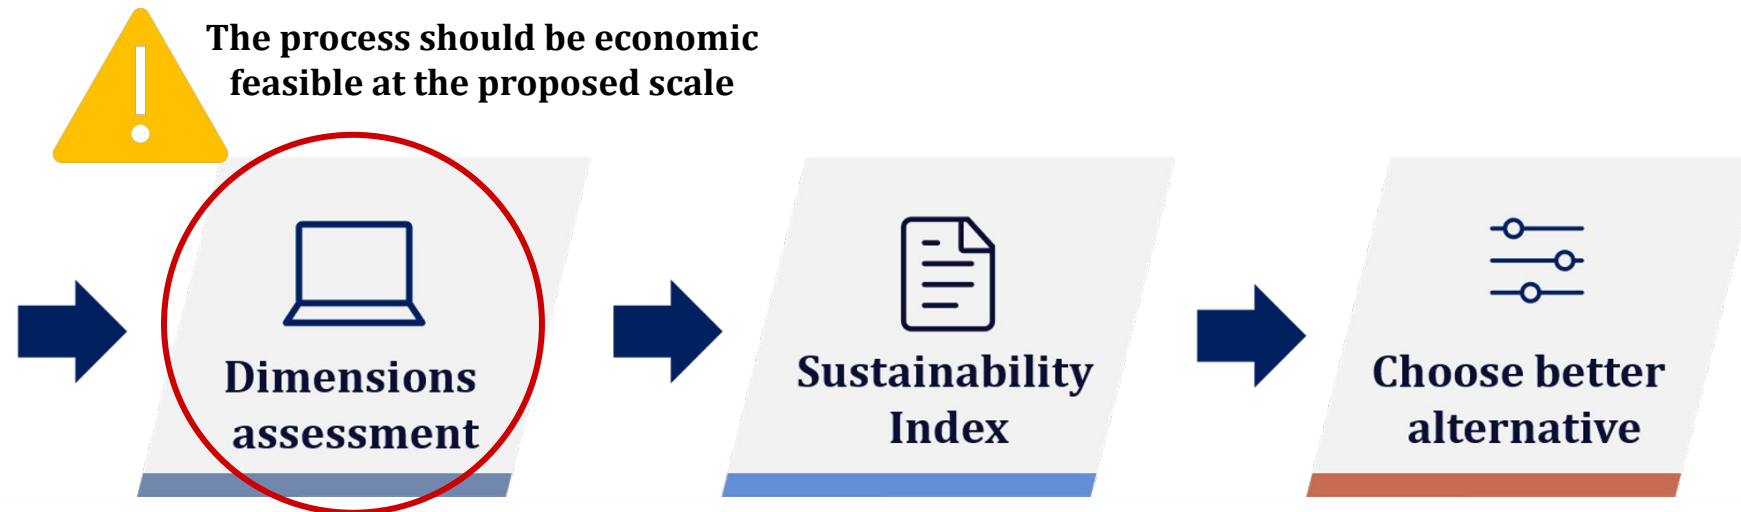 The process should be economic
feasible at the proposed scale
Dimensions
assessment
Sustainability
Index
Choose better
alternative